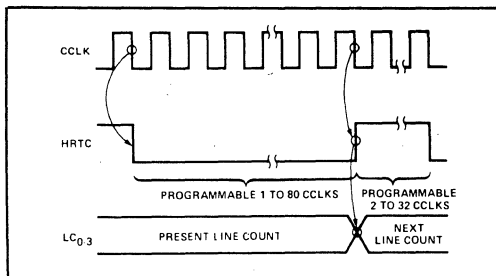 CCLK
HRTC
PROGRAMMABLE 1 TO 80 CCLKS
PROGRAMMABLE
2 TO 32 CCLKS
LC0-3
PRESENT LINE COUNT
NEXT
LINE COUNT